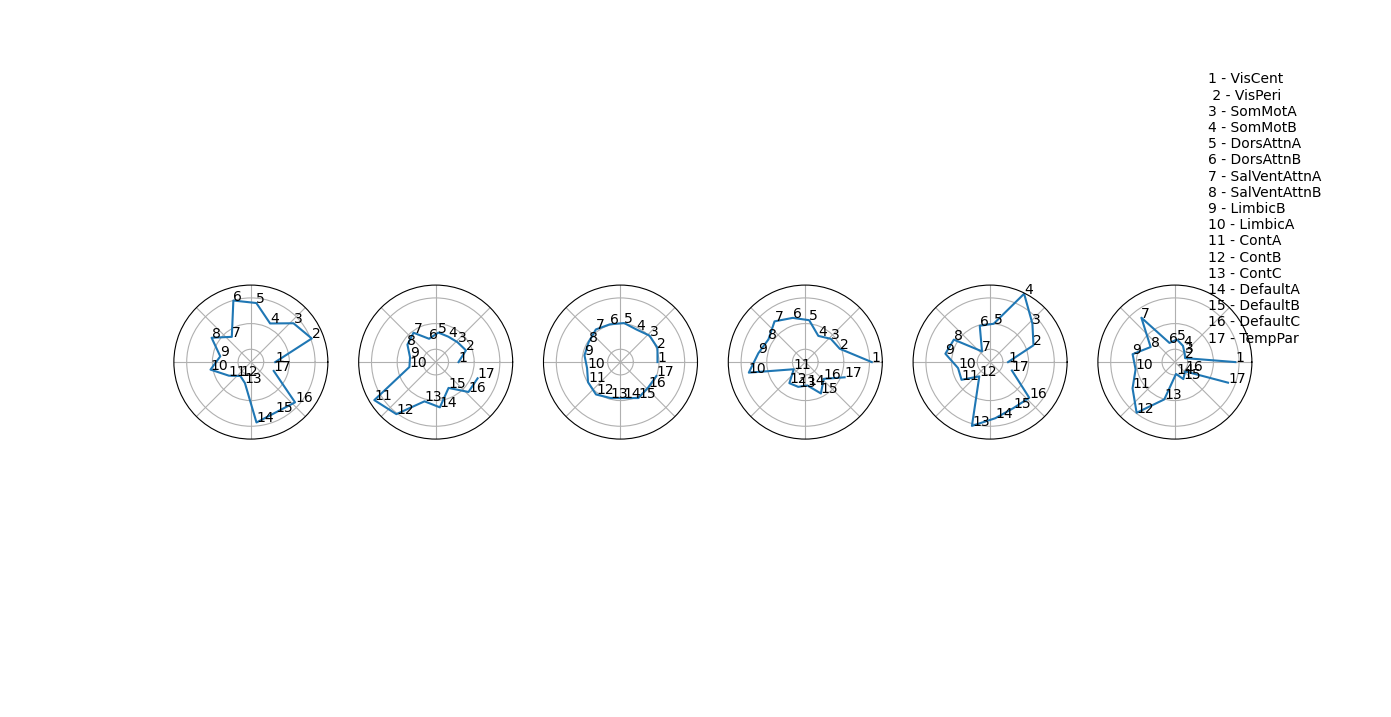 1 - VisCent
2 - VisPeri
3 - SomMotA
4 - SomMotB
5 - DorsAttnA
6 - DorsAttnB
7 - SalVentAttnA
8 - SalVentAttnB
9 - LimbicB
10 - LimbicA
11 - ContA
12 - ContB
13 - ContC
14 - DefaultA
15 - DefaultB
16 - DefaultC
17 - TempPar
1 2 3 4 5 6 7 8 9 10 11 12 13 14 15 16 17
1 2 3 4 5 6 7 8 9 10 11 12 13 14 15 16 17
1 2 3 4 5 6 7 8 9 10 11 12 13 14 15 16 17
1 2 3 4 5 6 7 8 9 10 11 12 13 14 15 16 17
1 2 3 4 5 6 7 8 9 10 11 12 13 14 15 16 17
1 2 3 4 5 6 7 8 9 10 11 12 13 14 15 16 17